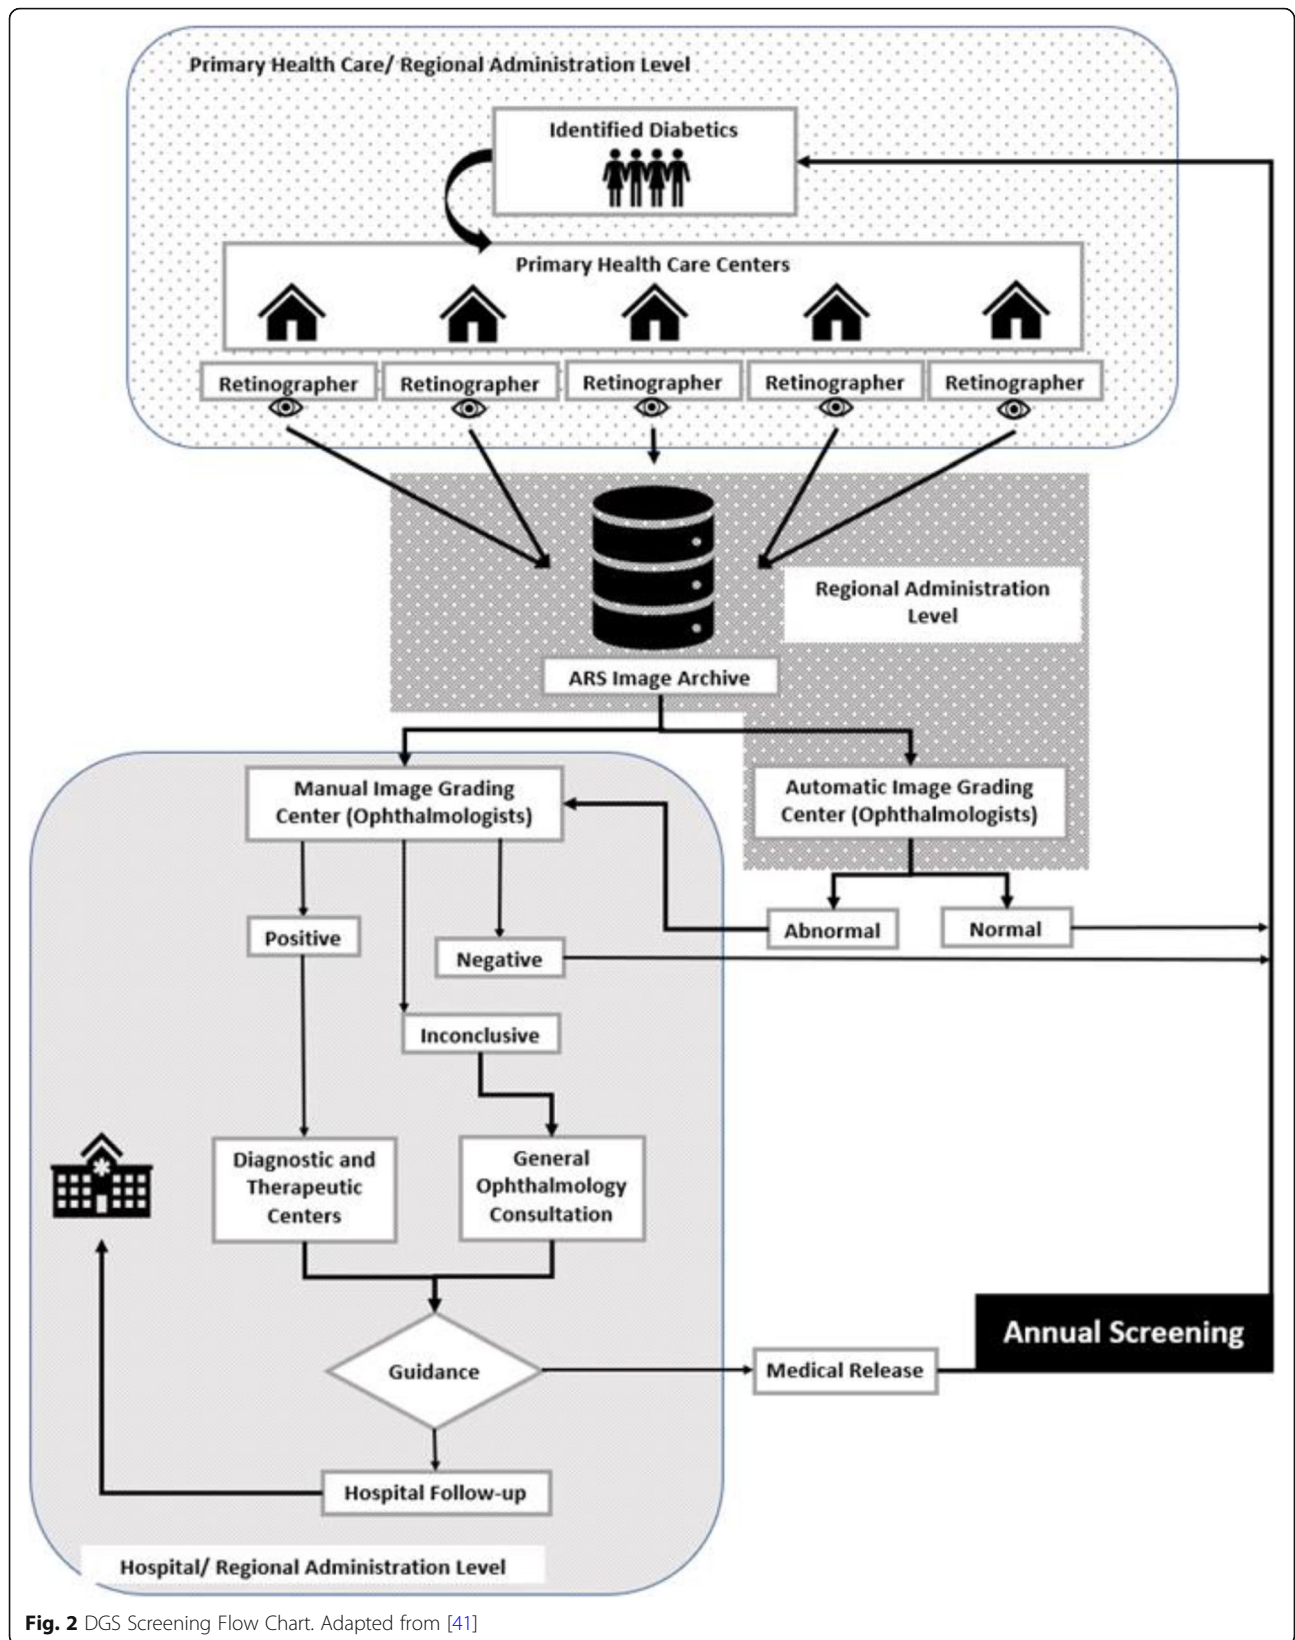 Primary Health Care/ Regional Administration Level
Identified Diabetics
Primary Health Care Centers
Retinographer
Retinographer
Retinographer
Retinographer
Retinographer
Regional Administration
Level
ARS Image Archive
Manual Image Grading
Center (Ophthalmologists)
Automatic Image Grading
Center (Ophthalmologists)
Abnormal
Normal
Positive
Negative
Inconclusive
Diagnostic and
Therapeutic
Centers
General
Ophthalmology
Consultation
Annual Screening
Guidance
Medical Release
Hospital Follow-up
Hospital/ Regional Administration Level
Fig. 2 DGS Screening Flow Chart. Adapted from [41]